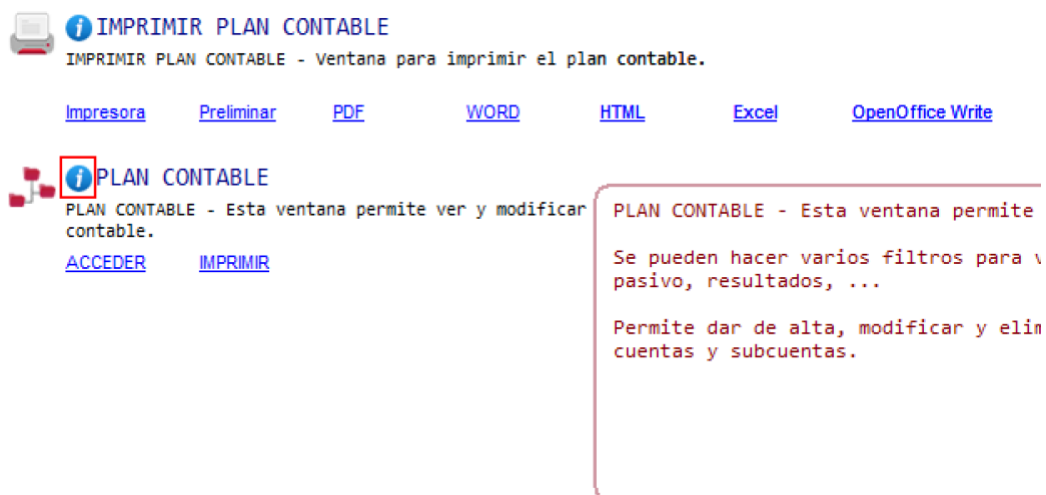 IMPRIMIR PLAN CONTABLE
IMPRIMIR PLAN CONTABLE - Ventana para imprimir el plan contable.
Impresora Preliminar PDF WORD HTML Excel OpenOffice Write
PLAN CONTABLE
PLAN CONTABLE - Esta ventana permite ver y modificar
contable.
ACCEDER IMPRIMIR
PLAN CONTABLE - Esta ventana permite
Se pueden hacer varios filtros para
pasivo, resultados, ...
Permite dar de alta, modificar y
cuentas y subcuentas.